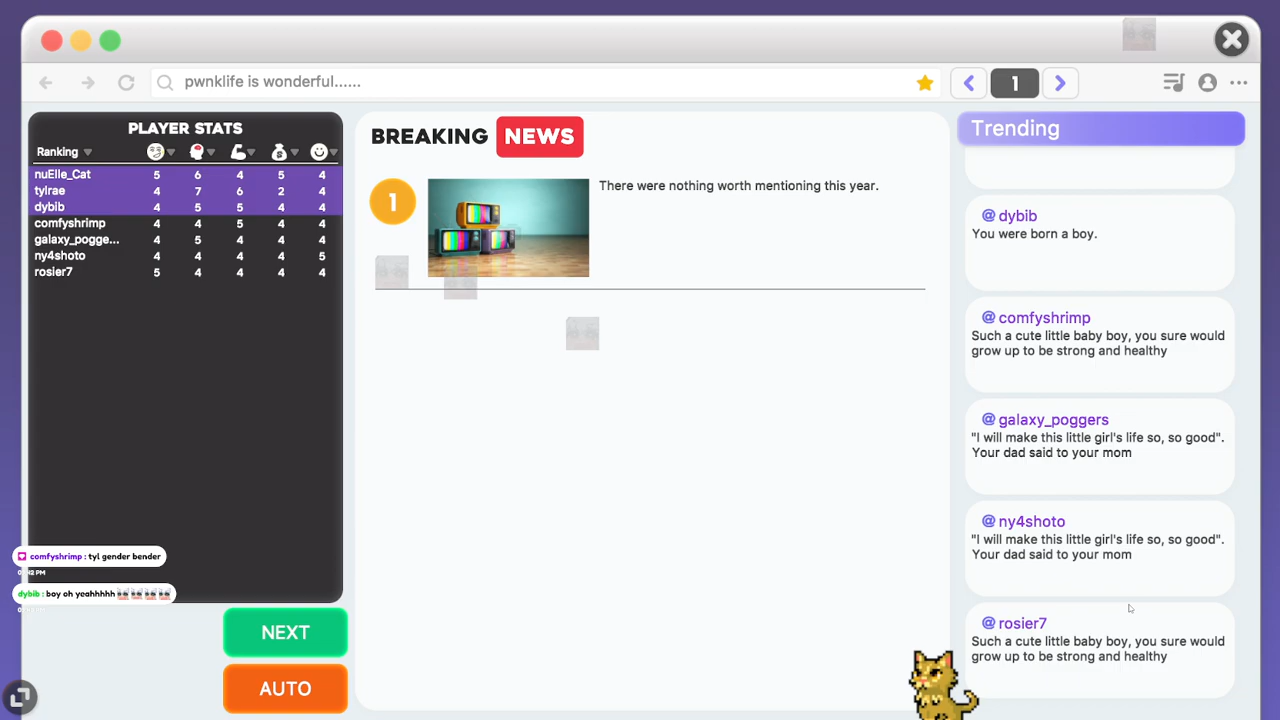 pwnklife is wonderful......
1
PLAYER STATS
Ranking
nuElle_Cat 5 6 4 5 4
tylrae 4 7 6 2 4
dybib 4 5 5 4 4
comfyshrimp 4 4 5 4 4
galaxy_pogge... 4 5 4 4 4
ny4shoto 4 4 4 4 5
rosier7 5 4 4 4 4
comfyshrimp : tyl gender bender
dybib : boy oh yeahhhhh
NEXT
AUTO
BREAKING NEWS
1
There were nothing worth mentioning this year.
Trending
@ dybib
You were born a boy.
@ comfyshrimp
Such a cute little baby boy, you sure would
grow up to be strong and healthy
@ galaxy_poggers
"I will make this little girl's life so, so good".
Your dad said to your mom
@ ny4shoto
"I will make this little girl's life so, so good".
Your dad said to your mom
@ rosier7
Such a cute little baby boy, you sure would
grow up to be strong and healthy